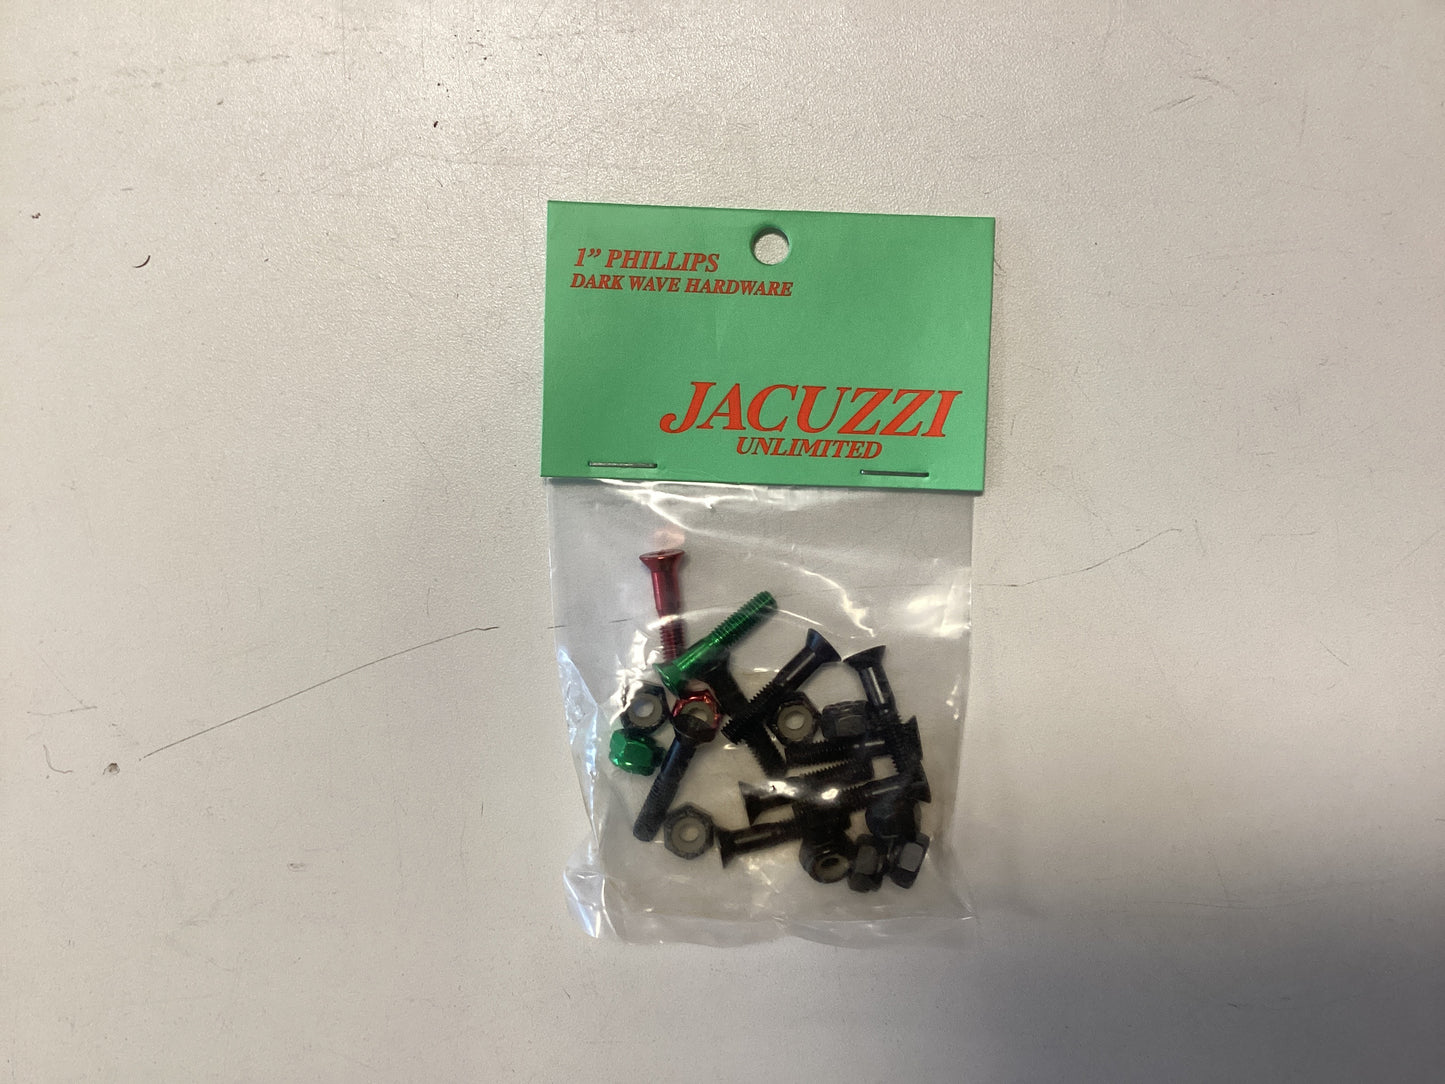 1” PHILLIPS
DARK WAVE HARDWARE
JACUZZI
UNLIMITED